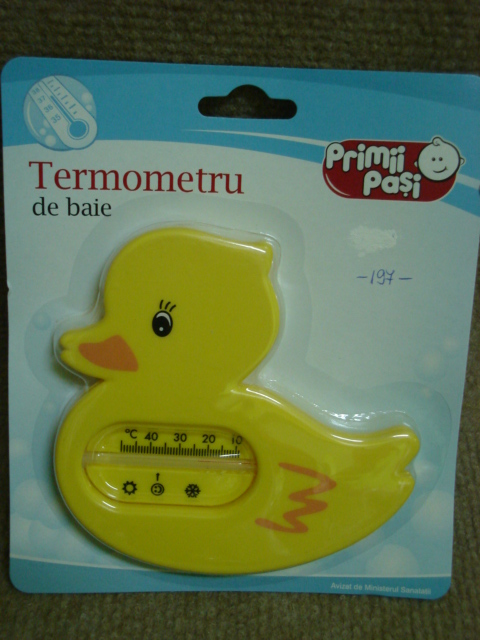 Primii
Pași
Termometru
de baie
-197-
°C 40 30 20 10
Avizat de Ministerul Sanatatii